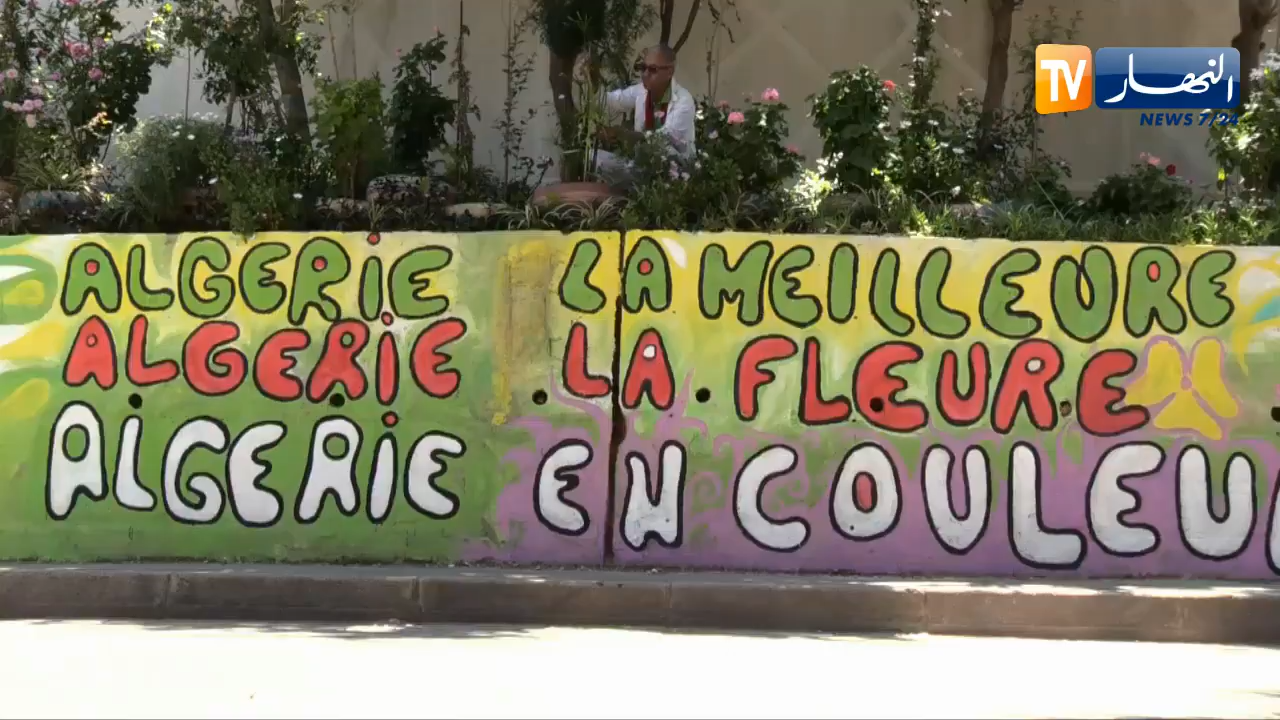 TV النهار
NEWS 7/24
ALGERIE LA MEILLEURE
ALGERIE LA FLEURE
ALGERIE EN COULEU